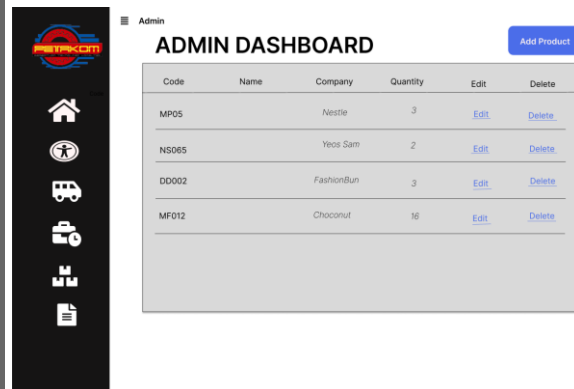 PETAKOM
Admin
ADMIN DASHBOARD
Add Product
Code Name Company Quantity Edit Delete
MP05 Nestle 3 Edit Delete
NS065 Yeos Sam 2 Edit Delete
DD002 FashionBun 3 Edit Delete
MF012 Choconut 16 Edit Delete